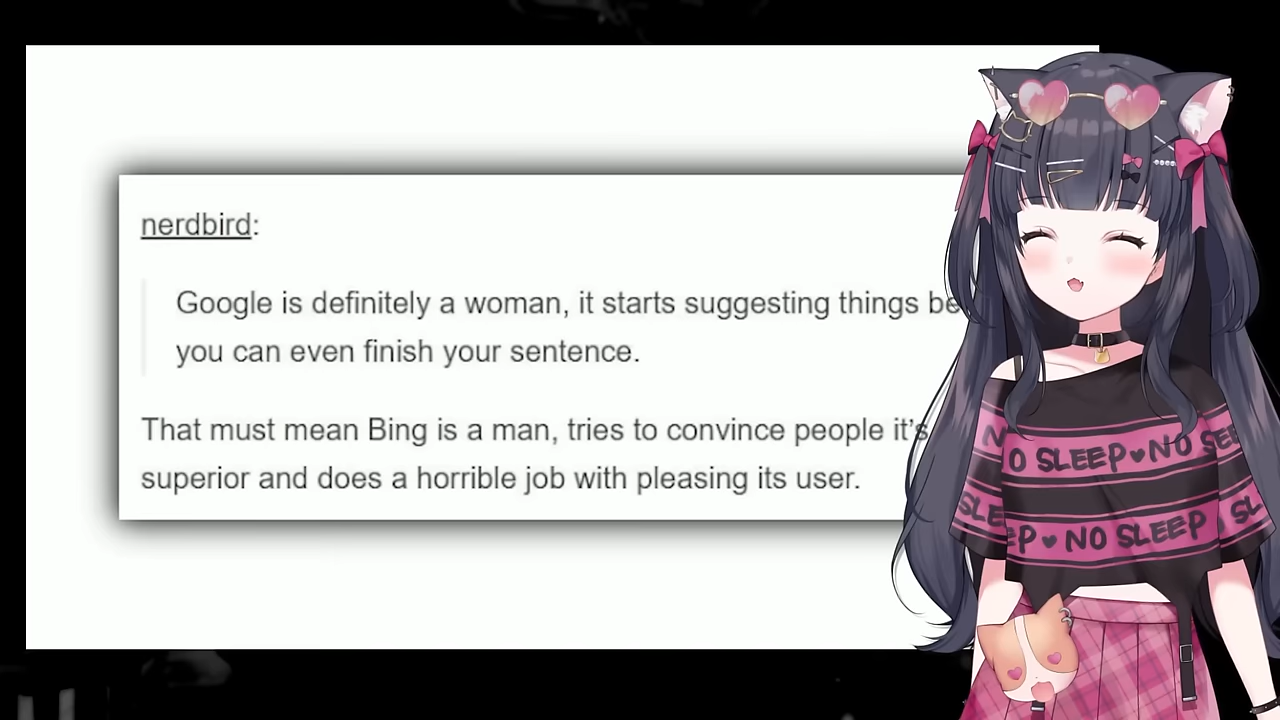 nerdbird:
Google is definitely a woman, it starts suggesting things be
you can even finish your sentence.
That must mean Bing is a man, tries to convince people it's
superior and does a horrible job with pleasing its user.
NO SLEEP♥NO SLEE
SLEEP♥NO SLEEP SL